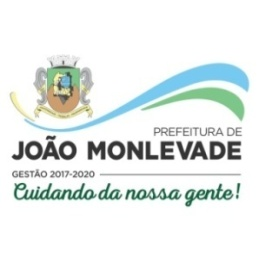 PREFEITURA DE
JOÃO MONLEVADE
GESTÃO 2017-2020
Cuidando da nossa gente!